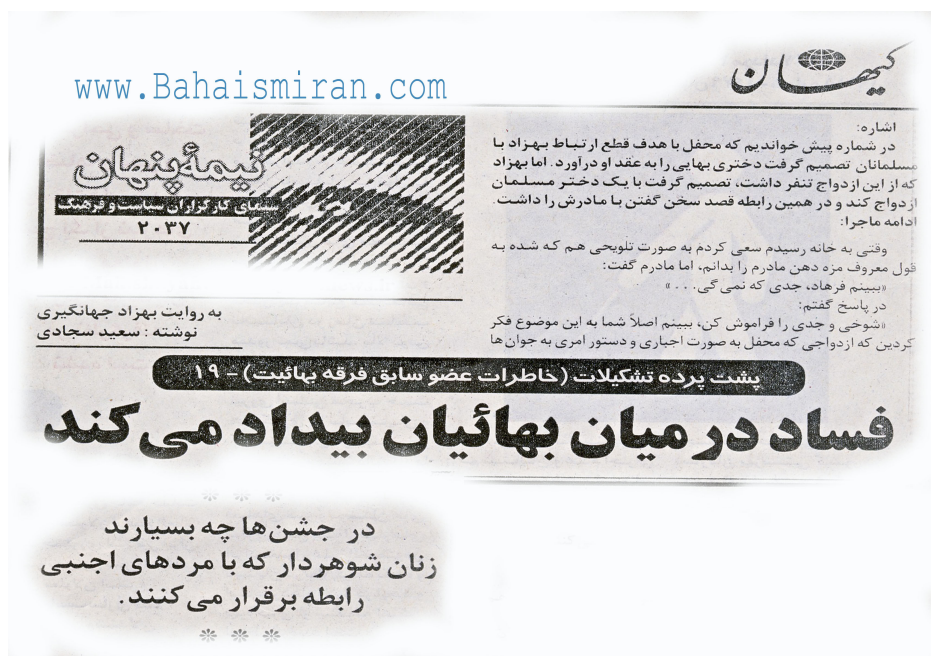 کیهان
www.Bahaismiran.com
اشاره:
در شماره پیش خواندیم که محفل با هدف قطع ارتباط بهزاد با
مسلمانان تصمیم گرفت دختری بهایی را به عقد او درآورد. اما بهزاد
که از این ازدواج تنفر داشت، تصمیم گرفت با یک دختر مسلمان
ازدواج کند و در همین رابطه قصد سخن گفتن با مادرش را داشت.
ادامه ماجرا:
وقتی به خانه رسیدم سعی کردم به صورت تلویحی هم که شده به
قول معروف مزه دهن مادرم را بدانم، اما مادرم گفت:
«ببینم فرهاد، جدی که نمی گی. . . »
در پاسخ گفتم:
«شوخی و جدی را فراموش کن، ببینم اصلاً شما به این موضوع فکر
کردین که ازدواجی که محفل به صورت اجباری و دستور امری به جوان ها
نیمهٔ پنهان
سیمای کارگزاران سیاست و فرهنگ
۲۰۳۷
به روایت بهزاد جهانگیری
نوشته : سعید سجادی
پشت پرده تشکیلات (خاطرات عضو سابق فرقه بهائیت) - ۱۹
فساد در میان بهائیان بیداد می کند
در جشن ها چه بسیارند
زنان شوهردار که با مردهای اجنبی
رابطه برقرار می کنند.